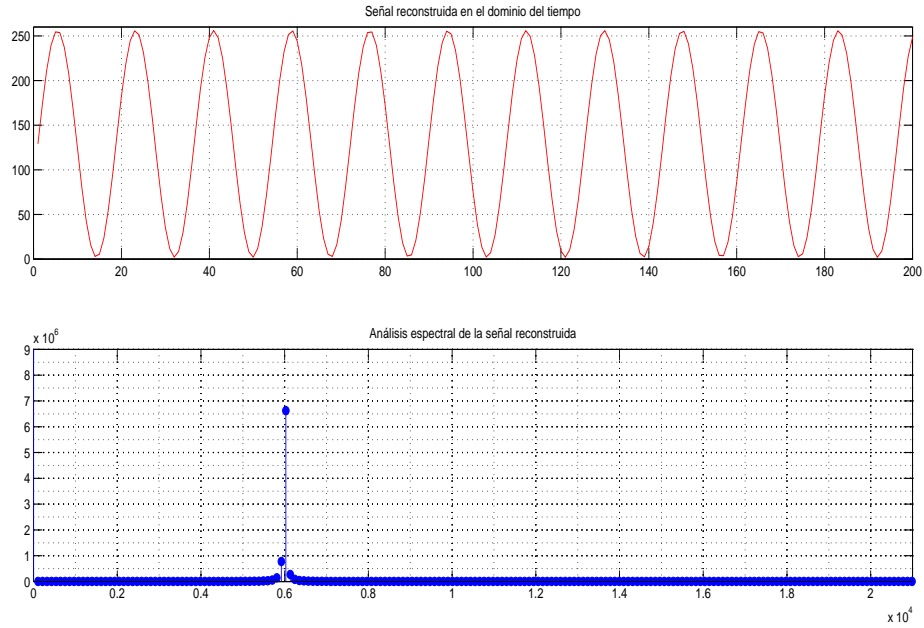 Señal reconstruida en el dominio del tiempo
250
200
150
100
50
0
0 20 40 60 80 100 120 140 160 180 200
Análisis espectral de la señal reconstruida
x 10^6
9
8
7
6
5
4
3
2
1
0
0 0.2 0.4 0.6 0.8 1 1.2 1.4 1.6 1.8 2
x 10^4